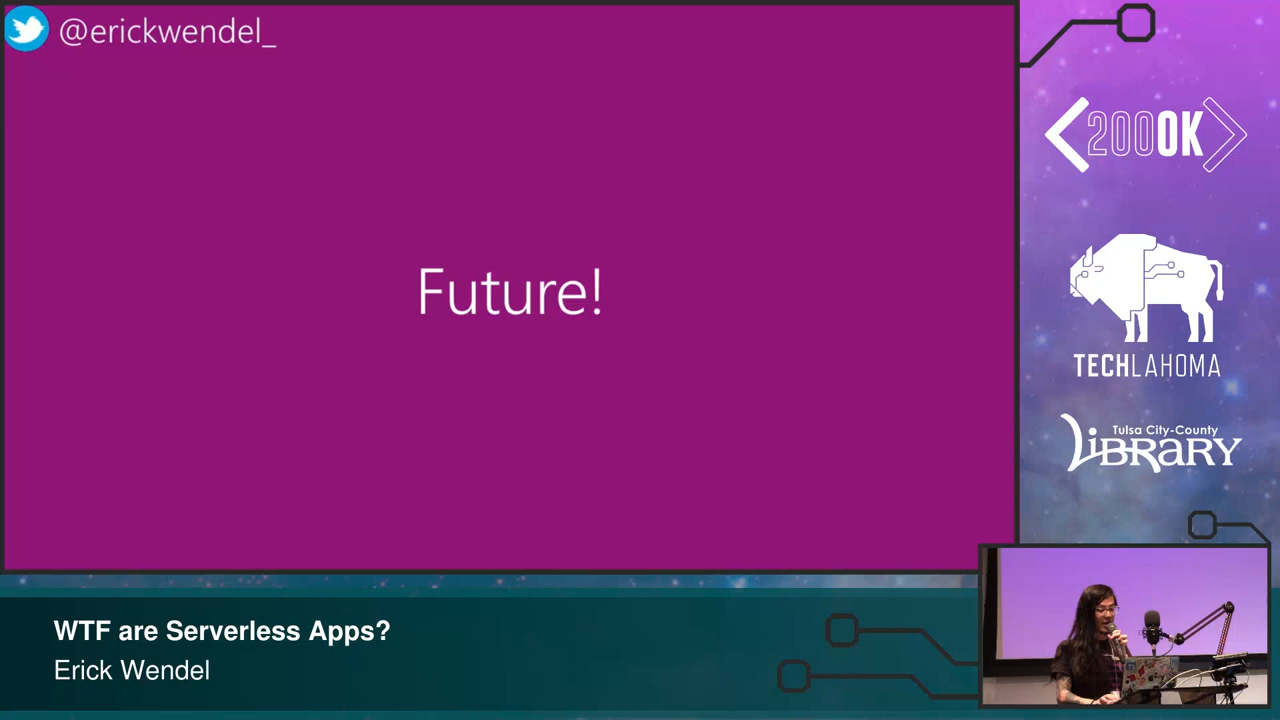 @erickwendel_
Future!
200OK
TECHLAHOMA
Tulsa City-County
LiBRARY
WTF are Serverless Apps?
Erick Wendel